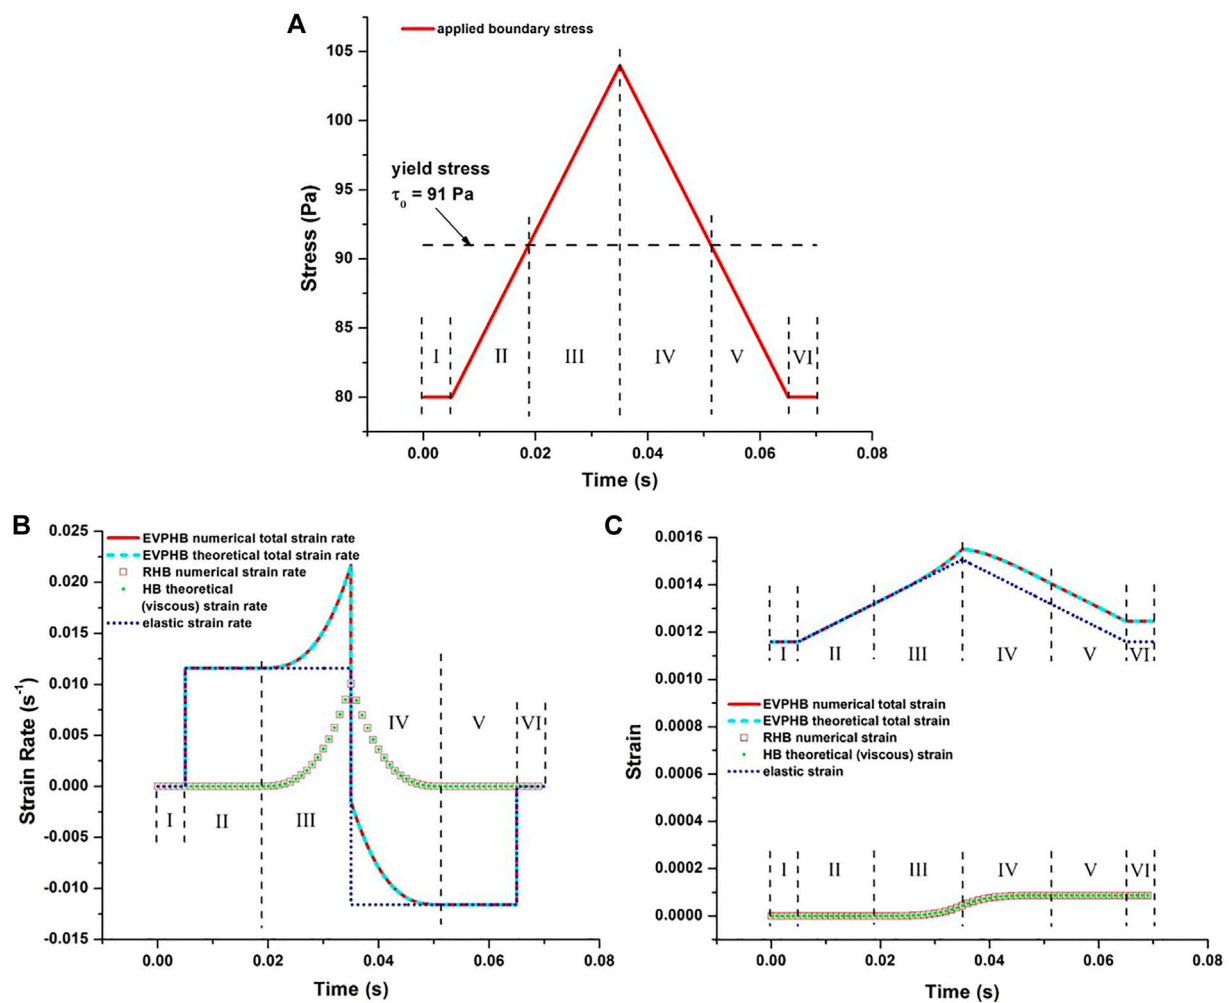 A
applied boundary stress
105
100
95
90
85
80
Stress (Pa)
yield stress
τ₀ = 91 Pa
I
II
III
IV
V
VI
0.00
0.02
0.04
0.06
0.08
Time (s)
B
0.025
0.020
0.015
0.010
0.005
0.000
-0.005
-0.010
-0.015
Strain Rate (s⁻¹)
EVPHB numerical total strain rate
EVPHB theoretical total strain rate
RHB numerical strain rate
HB theoretical
(viscous) strain rate
elastic strain rate
IV
V
VI
I
II
III
0.00
0.02
0.04
0.06
0.08
Time (s)
C
0.0016
0.0014
0.0012
0.0010
0.0008
0.0006
0.0004
0.0002
0.0000
Strain
I
II
III
IV
V
VI
EVPHB numerical total strain
EVPHB theoretical total strain
RHB numerical strain
HB theoretical (viscous) strain
elastic strain
I
II
III
IV
V
VI
0.00
0.02
0.04
0.06
0.08
Time (s)